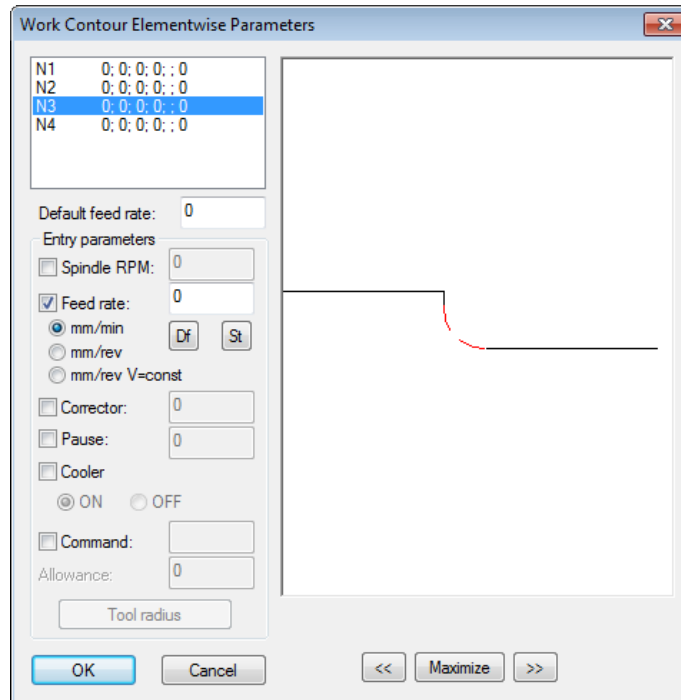 Work Contour Elementwise Parameters
N1 0; 0; 0; 0; ; 0
N2 0; 0; 0; 0; ; 0
N3 0; 0; 0; 0; ; 0
N4 0; 0; 0; 0; ; 0
Default feed rate: 0
Entry parameters
Spindle RPM: 0
Feed rate: 0
mm/min Df St
mm/rev
mm/rev V=const
Corrector: 0
Pause: 0
Cooler
ON OFF
Command:
Allowance: 0
Tool radius
OK Cancel << Maximize >>